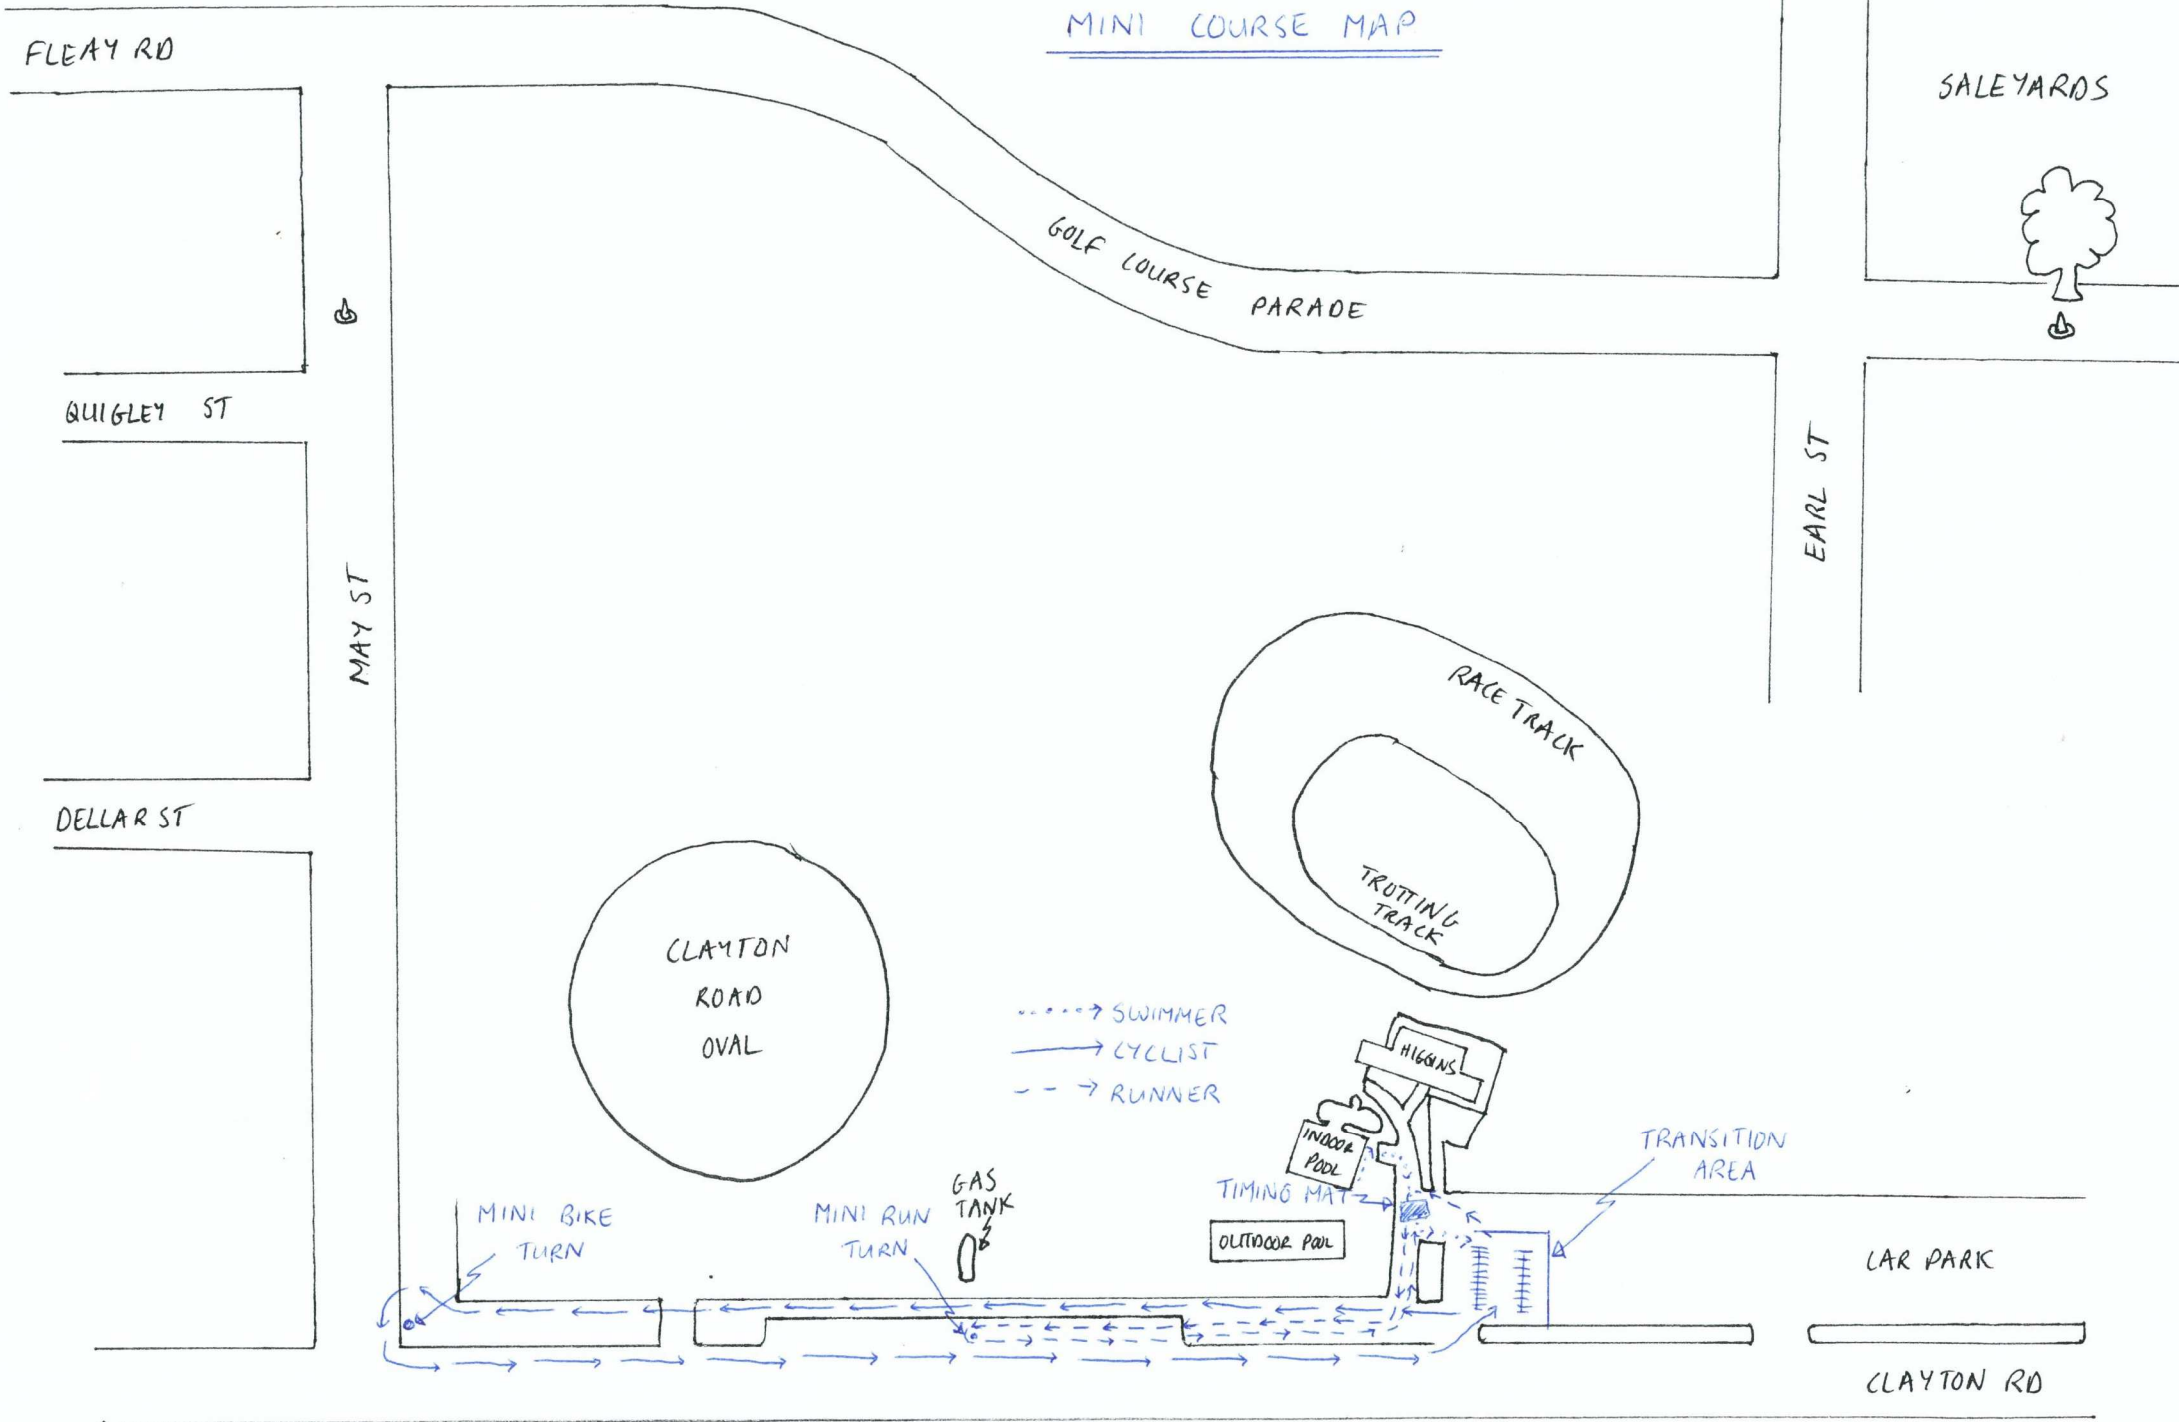 MINI COURSE MAP
FLEAY RD
SALEYARDS
GOLF COURSE PARADE
QUIGLEY ST
EARL ST
MAY ST
RACE TRACK
DELLAR ST
TROTTING
TRACK
CLAYTON
ROAD
OVAL
SWIMMER
CYCLIST
RUNNER
HIGGINS
INDOOR
POOL
TRANSITION
AREA
GAS
TANK
TIMING MAT
MINI BIKE
TURN
MINI RUN
TURN
OUTDOOR POOL
CAR PARK
CLAYTON RD